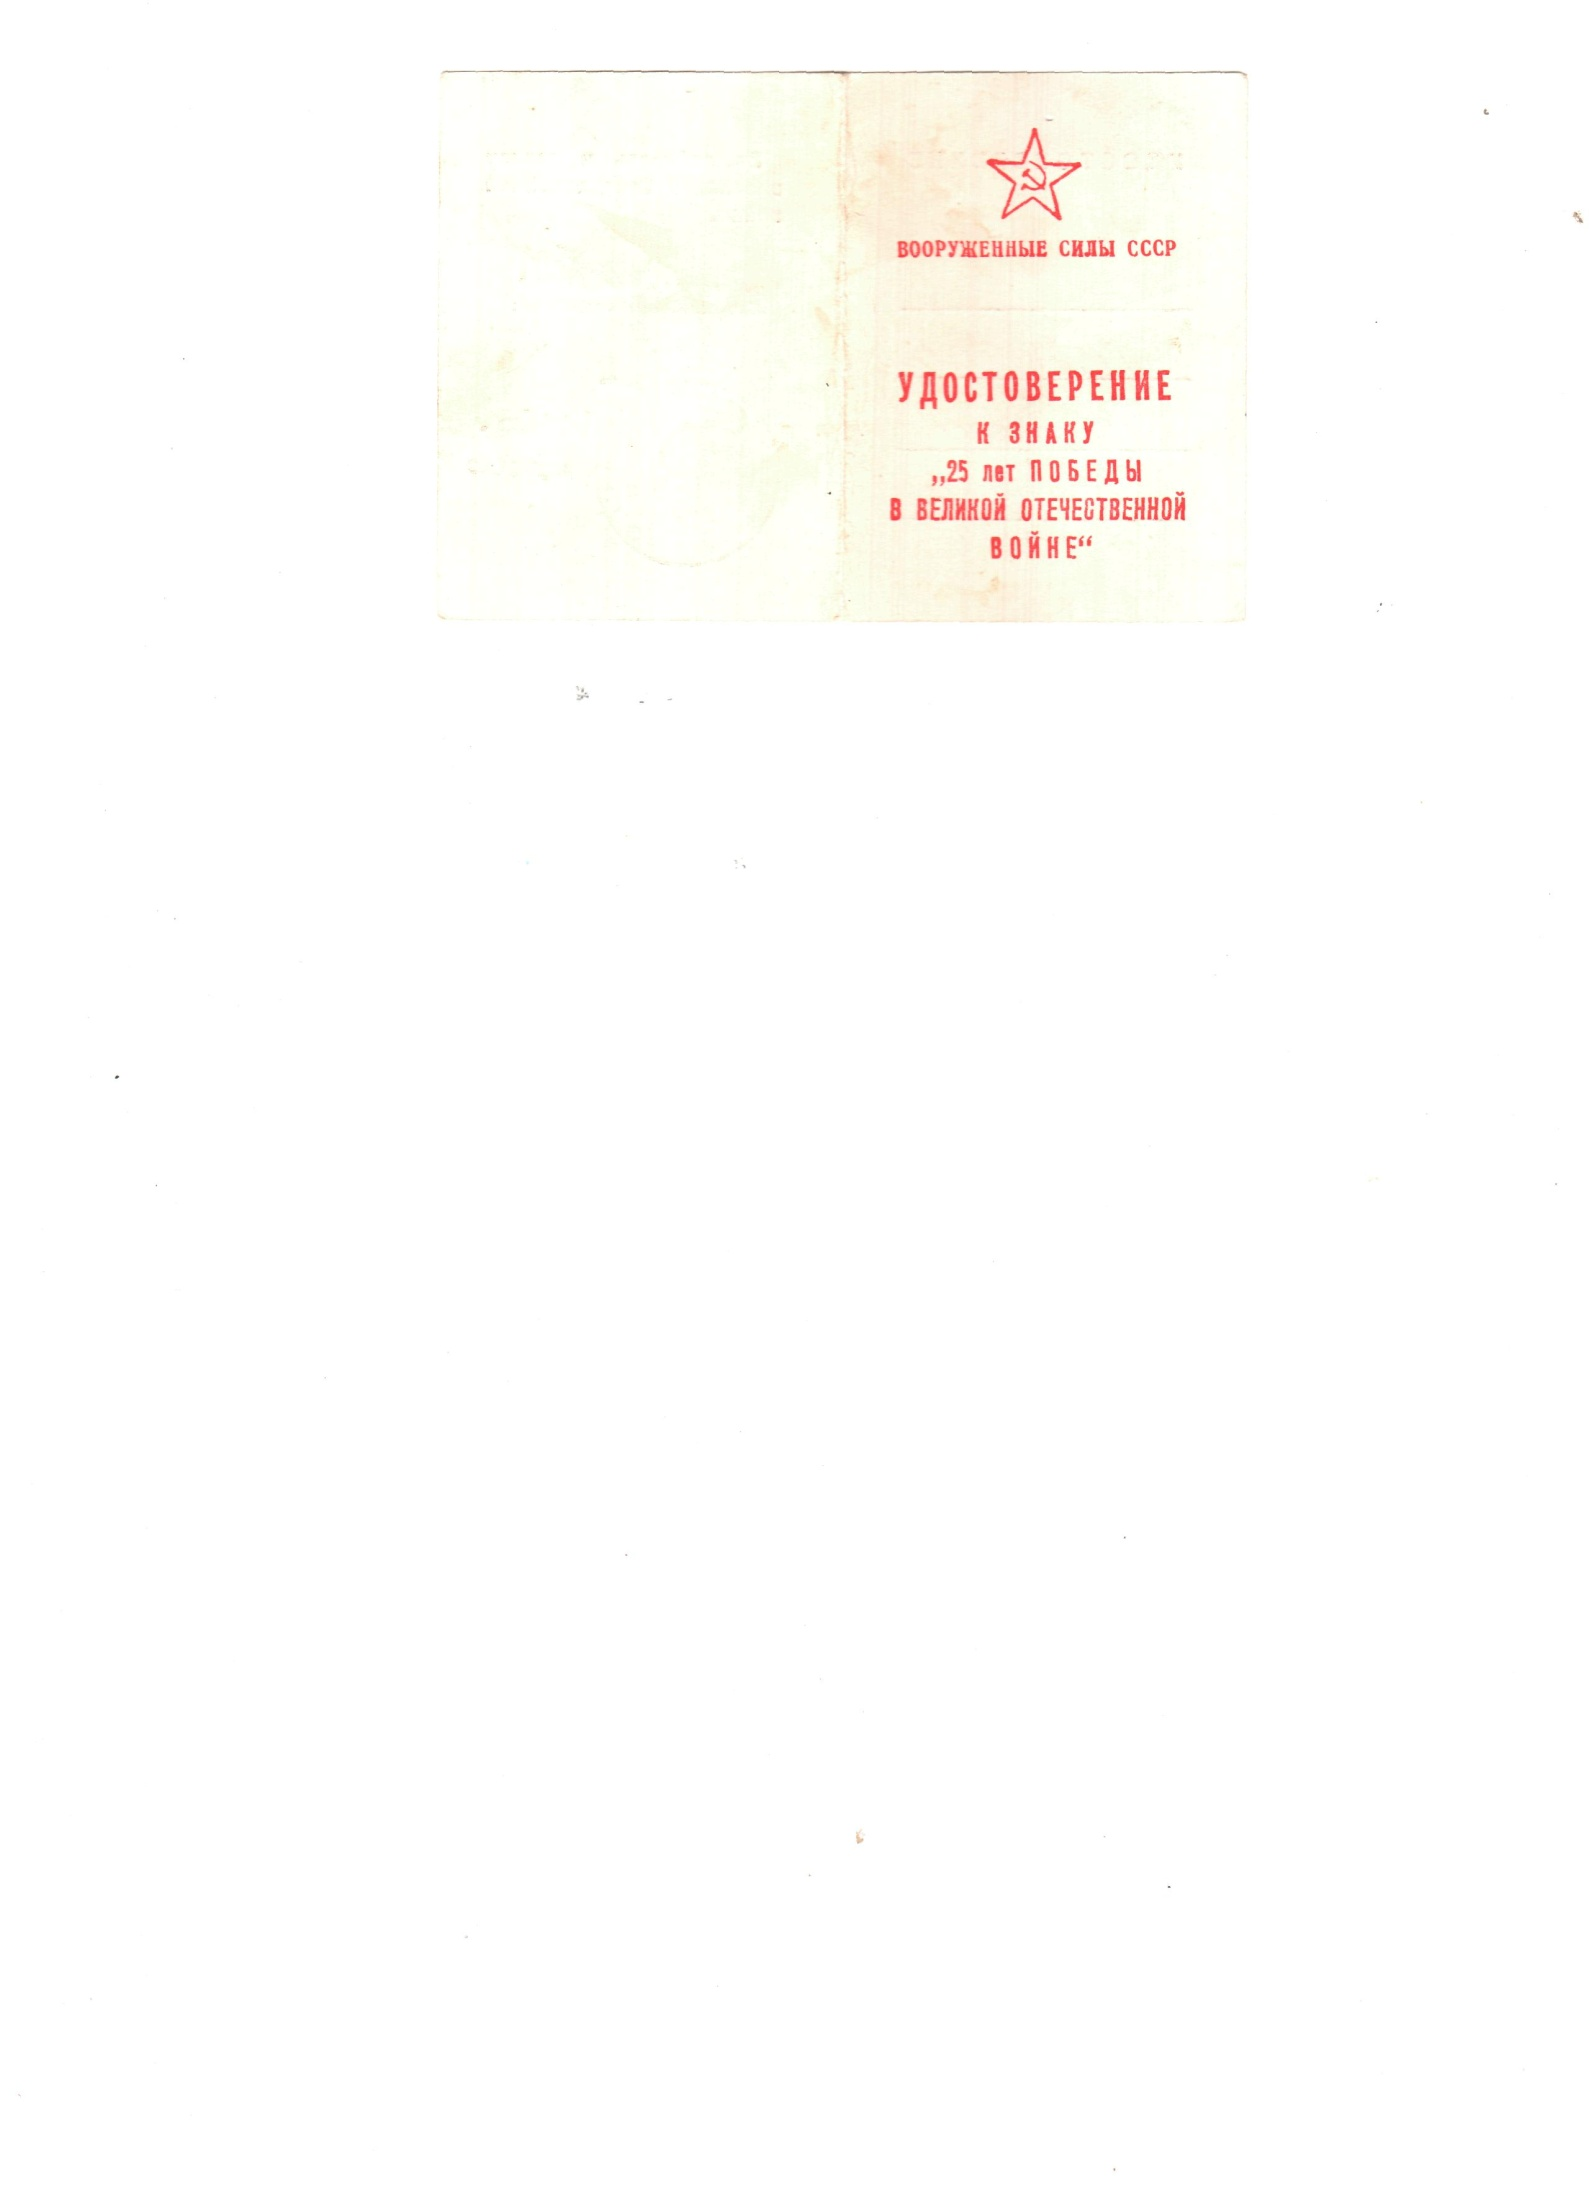 ВООРУЖЕННЫЕ СИЛЫ СССР
УДОСТОВЕРЕНИЕ
К ЗНАКУ
„25 лет ПОБЕДЫ
В ВЕЛИКОЙ ОТЕЧЕСТВЕННОЙ
ВОЙНЕ“